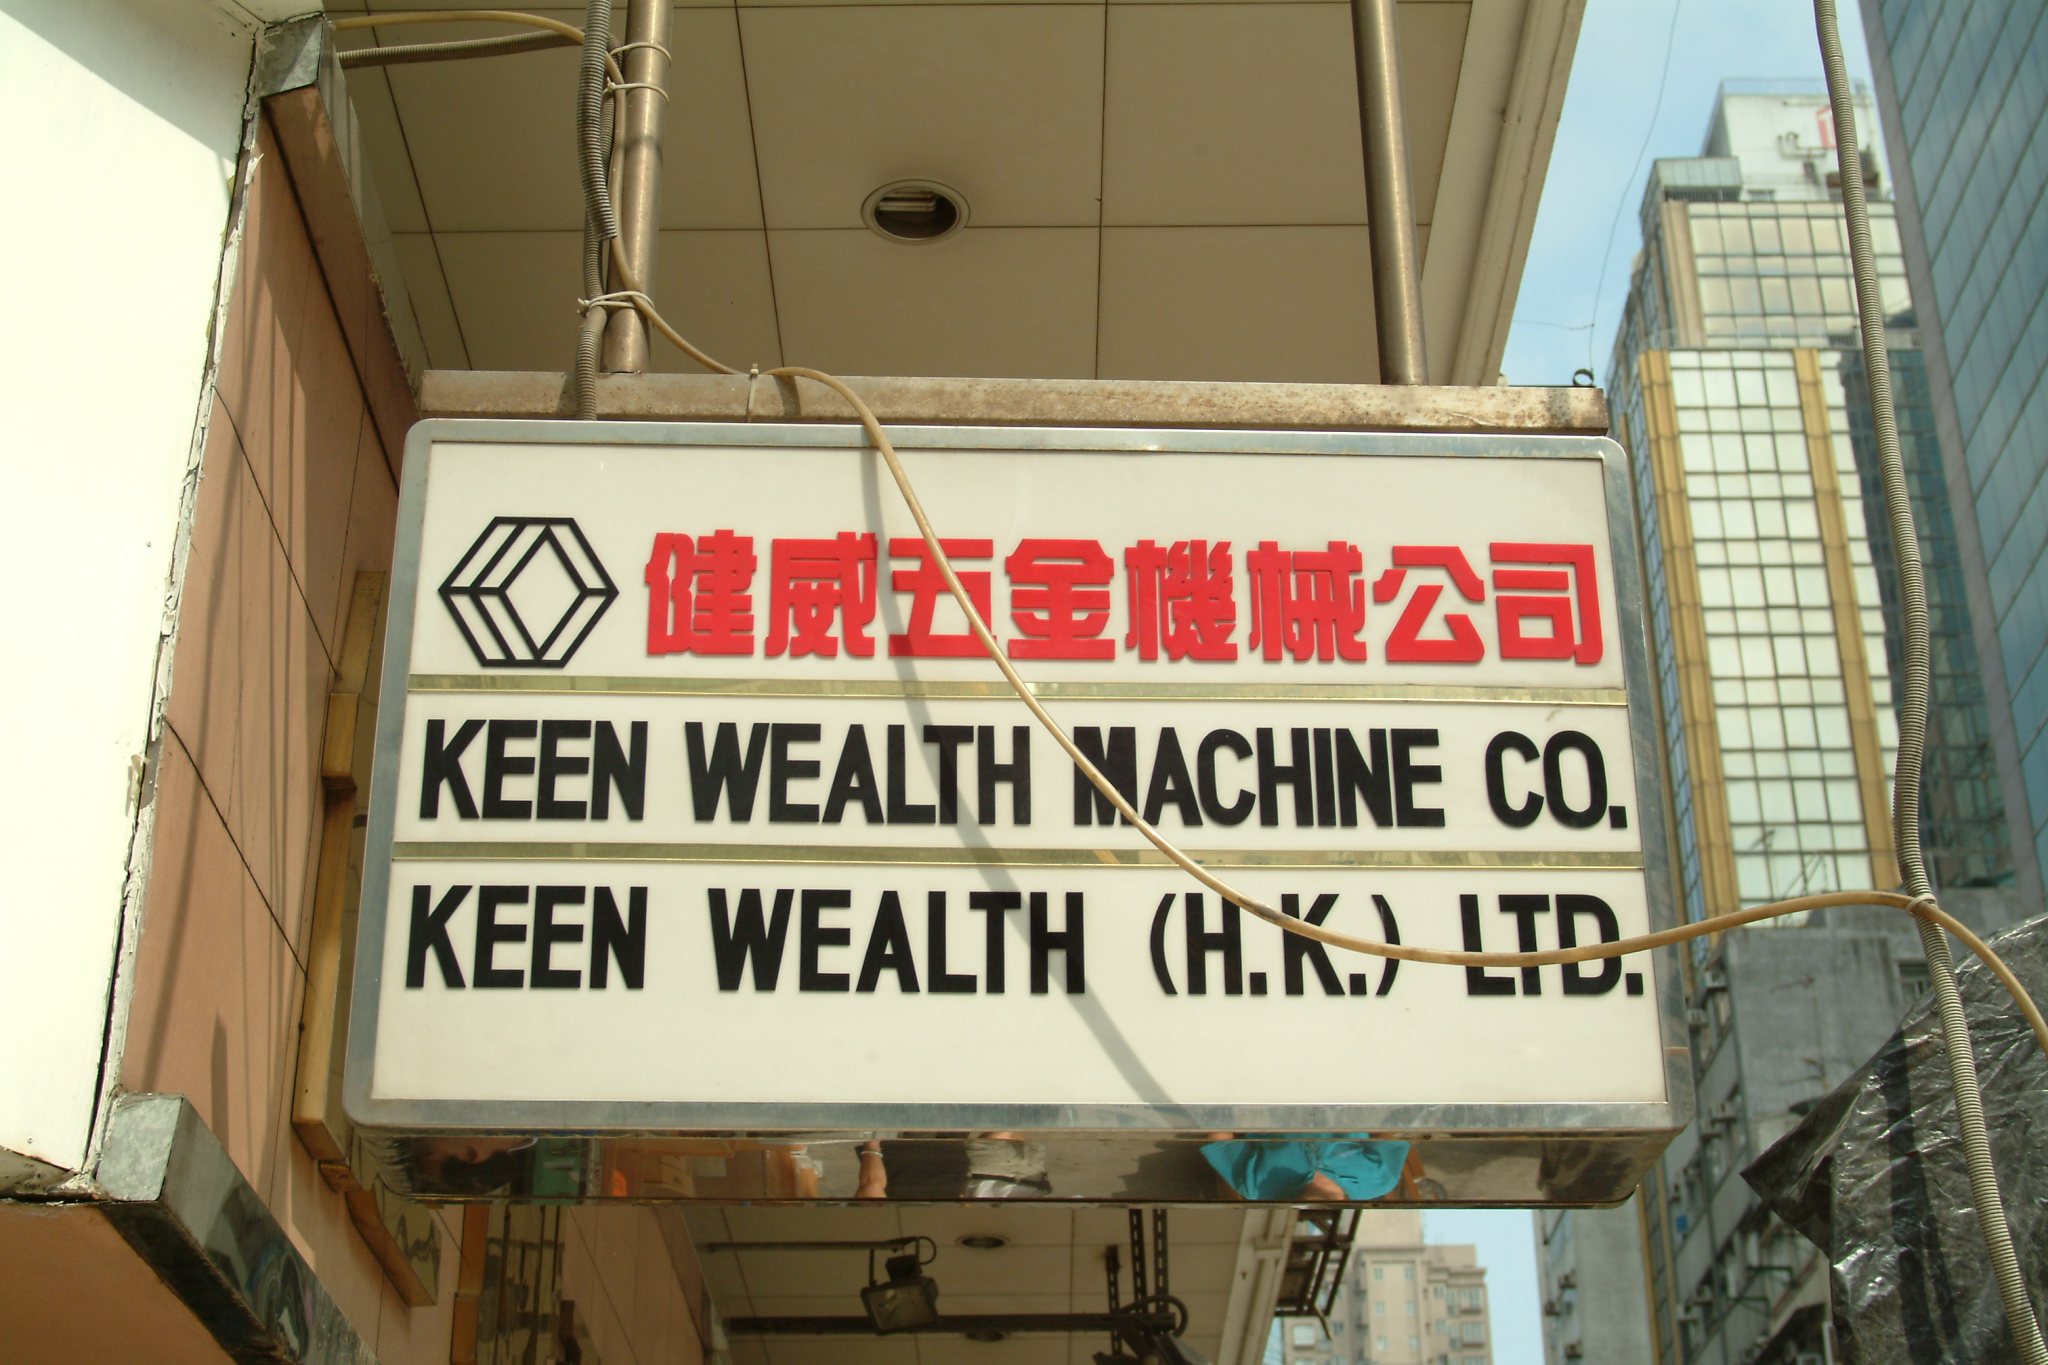 健威五金機械公司
KEEN WEALTH MACHINE CO.
KEEN WEALTH (H.K.) LTD.